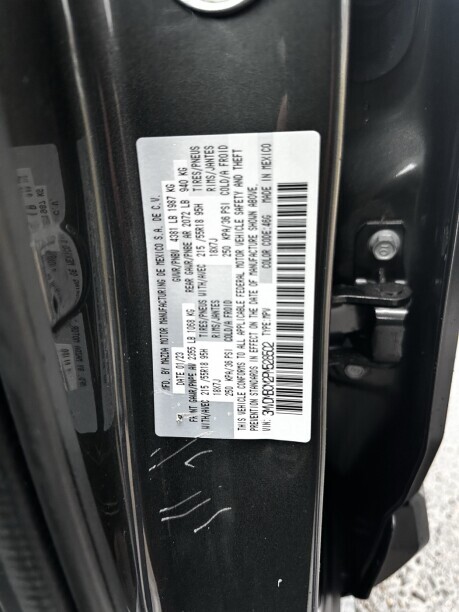 MFD. BY MAZDA MOTOR MANUFACTURING DE MEXICO S.A. DE C.V.
DATE 01/23 GVWR/PNBV 4381 LB 1987 KG
FR.NT GAUR/PNBE AV 2355 LB 1068 KG REAR GAUR/PNBE AR 2072 LB 940 KG
WITH/AVEC 215 /55R18 95H TIRES/PNEUS WITH/AVEC 215 /55R18 95H TIRES/PNEUS
18X7J RIMS/JANTES 18X7J RIMS/JANTES
250 KPA/36 PSI COLD/A FROID 250 KPA/36 PSI COLD/A FROID
THIS VEHICLE CONFORMS TO ALL APPLICABLE FEDERAL MOTOR VEHICLE SAFETY AND THEFT
PREVENTION STANDARDS IN EFFECT ON THE DATE OF MANUFACTURE SHOWN ABOVE.
VIN: TYPE: MPV COLOR CODE: 46G MADE IN MEXICO